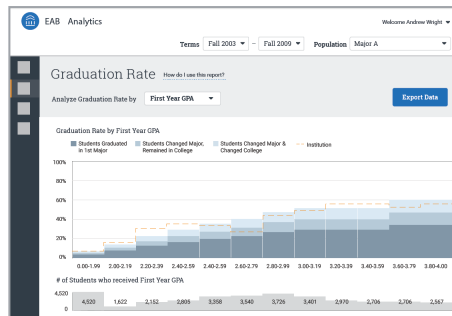 EAB Analytics
Welcome Andrew Wright
Terms Fall 2003 – Fall 2009 Population Major A
Graduation Rate How do I use this report?
Analyze Graduation Rate by First Year GPA
Export Data
Graduation Rate by First Year GPA
Students Graduated in 1st Major
Students Changed Major, Remained in College
Students Changed Major & Changed College
Institution
100%
80%
60%
40%
20%
0%
0.00-1.99 2.00-2.19 2.20-2.39 2.40-2.59 2.40-2.59 2.60-2.79 2.80-2.99 3.00-3.19 3.20-3.39 3.40-3.59 3.60-3.79 3.80-4.00
# of Students who received First Year GPA
4,520
0
4,520 1,622 2,152 2,805 3,358 3,540 3,726 3,401 2,970 2,706 2,706 2,567